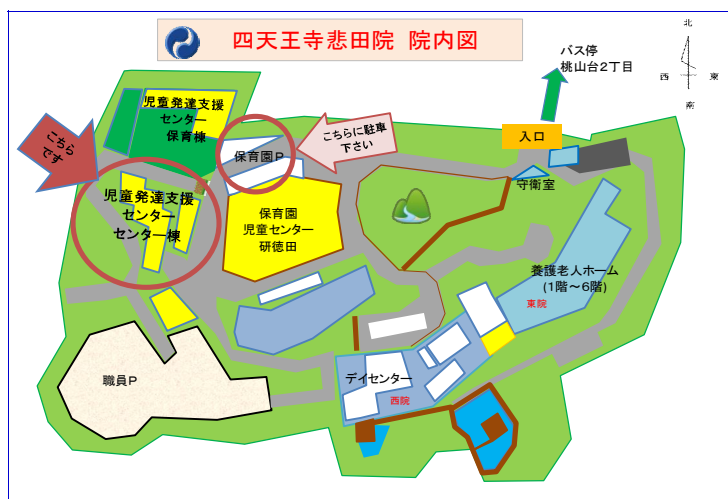 四天王寺悲田院 院内図
北
西
東
南
バス停
桃山台2丁目
入口
守衛室
こちら
です
児童発達支援
センター
保育棟
保育園P
こちらに駐車
下さい
児童発達支援
センター
センター棟
保育園
児童センター
研徳田
養護老人ホーム
(1階~6階)
東院
デイセンター
西院
職員P